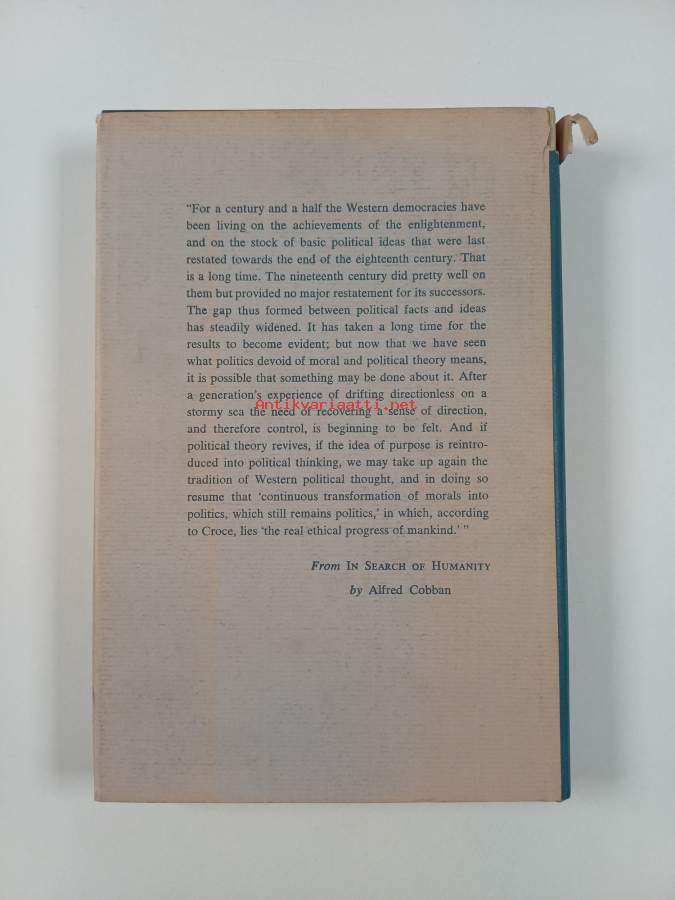 “For a century and a half the Western democracies have
been living on the achievements of the enlightenment,
and on the stock of basic political ideas that were last
restated towards the end of the eighteenth century. That
is a long time. The nineteenth century did pretty well on
them but provided no major restatement for its successors.
The gap thus formed between political facts and ideas
has steadily widened. It has taken a long time for the
results to become evident; but now that we have seen
what politics devoid of moral and political theory means,
it is possible that something may be done about it. After
a generation's experience of drifting directionless on a
Antikvariaatti.net
stormy sea the need of recovering a sense of direction,
and therefore control, is beginning to be felt. And if
political theory revives, if the idea of purpose is reintro-
duced into political thinking, we may take up again the
tradition of Western political thought, and in doing so
resume that ‘continuous transformation of morals into
politics, which still remains politics,’ in which, according
to Croce, lies ‘the real ethical progress of mankind.’ ”
From IN SEARCH OF HUMANITY
by Alfred Cobban